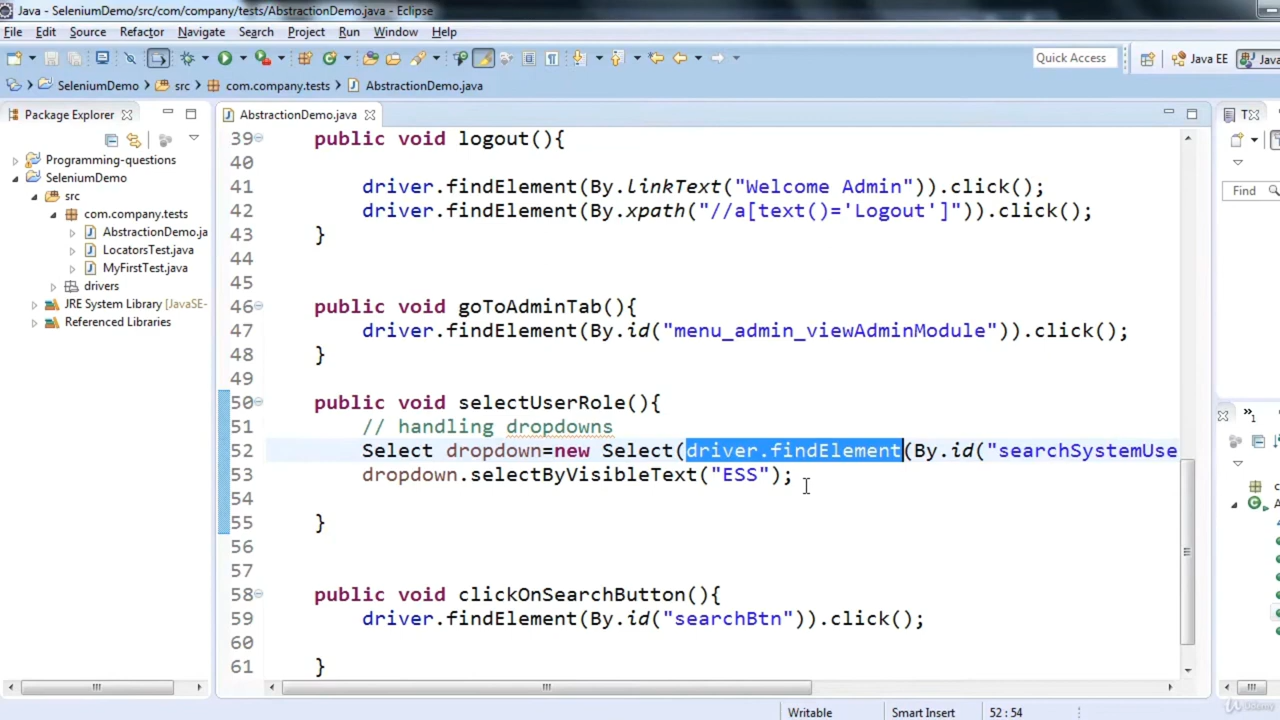 Java - SeleniumDemo/src/com/company/tests/AbstractionDemo.java - Eclipse
File Edit Source Refactor Navigate Search Project Run Window Help
Quick Access Java EE Java
SeleniumDemo src com.company.tests AbstractionDemo.java
Package Explorer
Programming-questions
SeleniumDemo
src
com.company.tests
AbstractionDemo.ja
LocatorsTest.java
MyFirstTest.java
drivers
JRE System Library [JavaSE-
Referenced Libraries
AbstractionDemo.java
39 public void logout(){
40
41 driver.findElement(By.linkText("Welcome Admin")).click();
42 driver.findElement(By.xpath("//a[text()='Logout']")).click();
43 }
44
45
46 public void goToAdminTab(){
47 driver.findElement(By.id("menu_admin_viewAdminModule")).click();
48 }
49
50 public void selectUserRole(){
51 // handling dropdowns
52 Select dropdown=new Select(driver.findElement(By.id("searchSystemUse
53 dropdown.selectByVisibleText("ESS");
54
55 }
56
57
58 public void clickOnSearchButton(){
59 driver.findElement(By.id("searchBtn")).click();
60
61 }
Find
Writable Smart Insert 52 : 54
Udemy